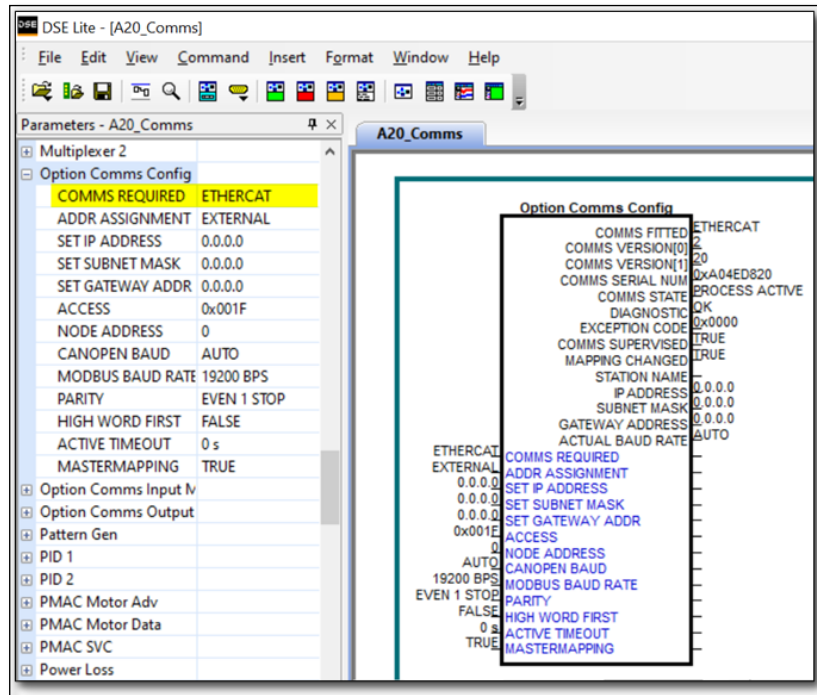 DSE DSE Lite - [A20_Comms]
File Edit View Command Insert Format Window Help
Parameters - A20_Comms
A20_Comms
Multiplexer 2
Option Comms Config
COMMS REQUIRED ETHERCAT
ADDR ASSIGNMENT EXTERNAL
SET IP ADDRESS 0.0.0.0
SET SUBNET MASK 0.0.0.0
SET GATEWAY ADDR 0.0.0.0
ACCESS 0x001F
NODE ADDRESS 0
CANOPEN BAUD AUTO
MODBUS BAUD RATE 19200 BPS
PARITY EVEN 1 STOP
HIGH WORD FIRST FALSE
ACTIVE TIMEOUT 0 s
MASTERMAPPING TRUE
Option Comms Input M
Option Comms Output
Pattern Gen
PID 1
PID 2
PMAC Motor Adv
PMAC Motor Data
PMAC SVC
Power Loss
Option Comms Config
COMMS FITTED ETHERCAT
COMMS VERSION[0] 2
COMMS VERSION[1] 20
COMMS SERIAL NUM 0xA04ED820
COMMS STATE PROCESS ACTIVE
DIAGNOSTIC OK
EXCEPTION CODE 0x0000
COMMS SUPERVISED TRUE
MAPPING CHANGED TRUE
STATION NAME
IP ADDRESS 0.0.0.0
SUBNET MASK 0.0.0.0
GATEWAY ADDRESS 0.0.0.0
ACTUAL BAUD RATE AUTO
ETHERCAT COMMS REQUIRED
EXTERNAL ADDR ASSIGNMENT
0.0.0.0 SET IP ADDRESS
0.0.0.0 SET SUBNET MASK
0.0.0.0 SET GATEWAY ADDR
0x001F ACCESS
0 NODE ADDRESS
AUTO CANOPEN BAUD
19200 BPS MODBUS BAUD RATE
EVEN 1 STOP PARITY
FALSE HIGH WORD FIRST
0 s ACTIVE TIMEOUT
TRUE MASTERMAPPING